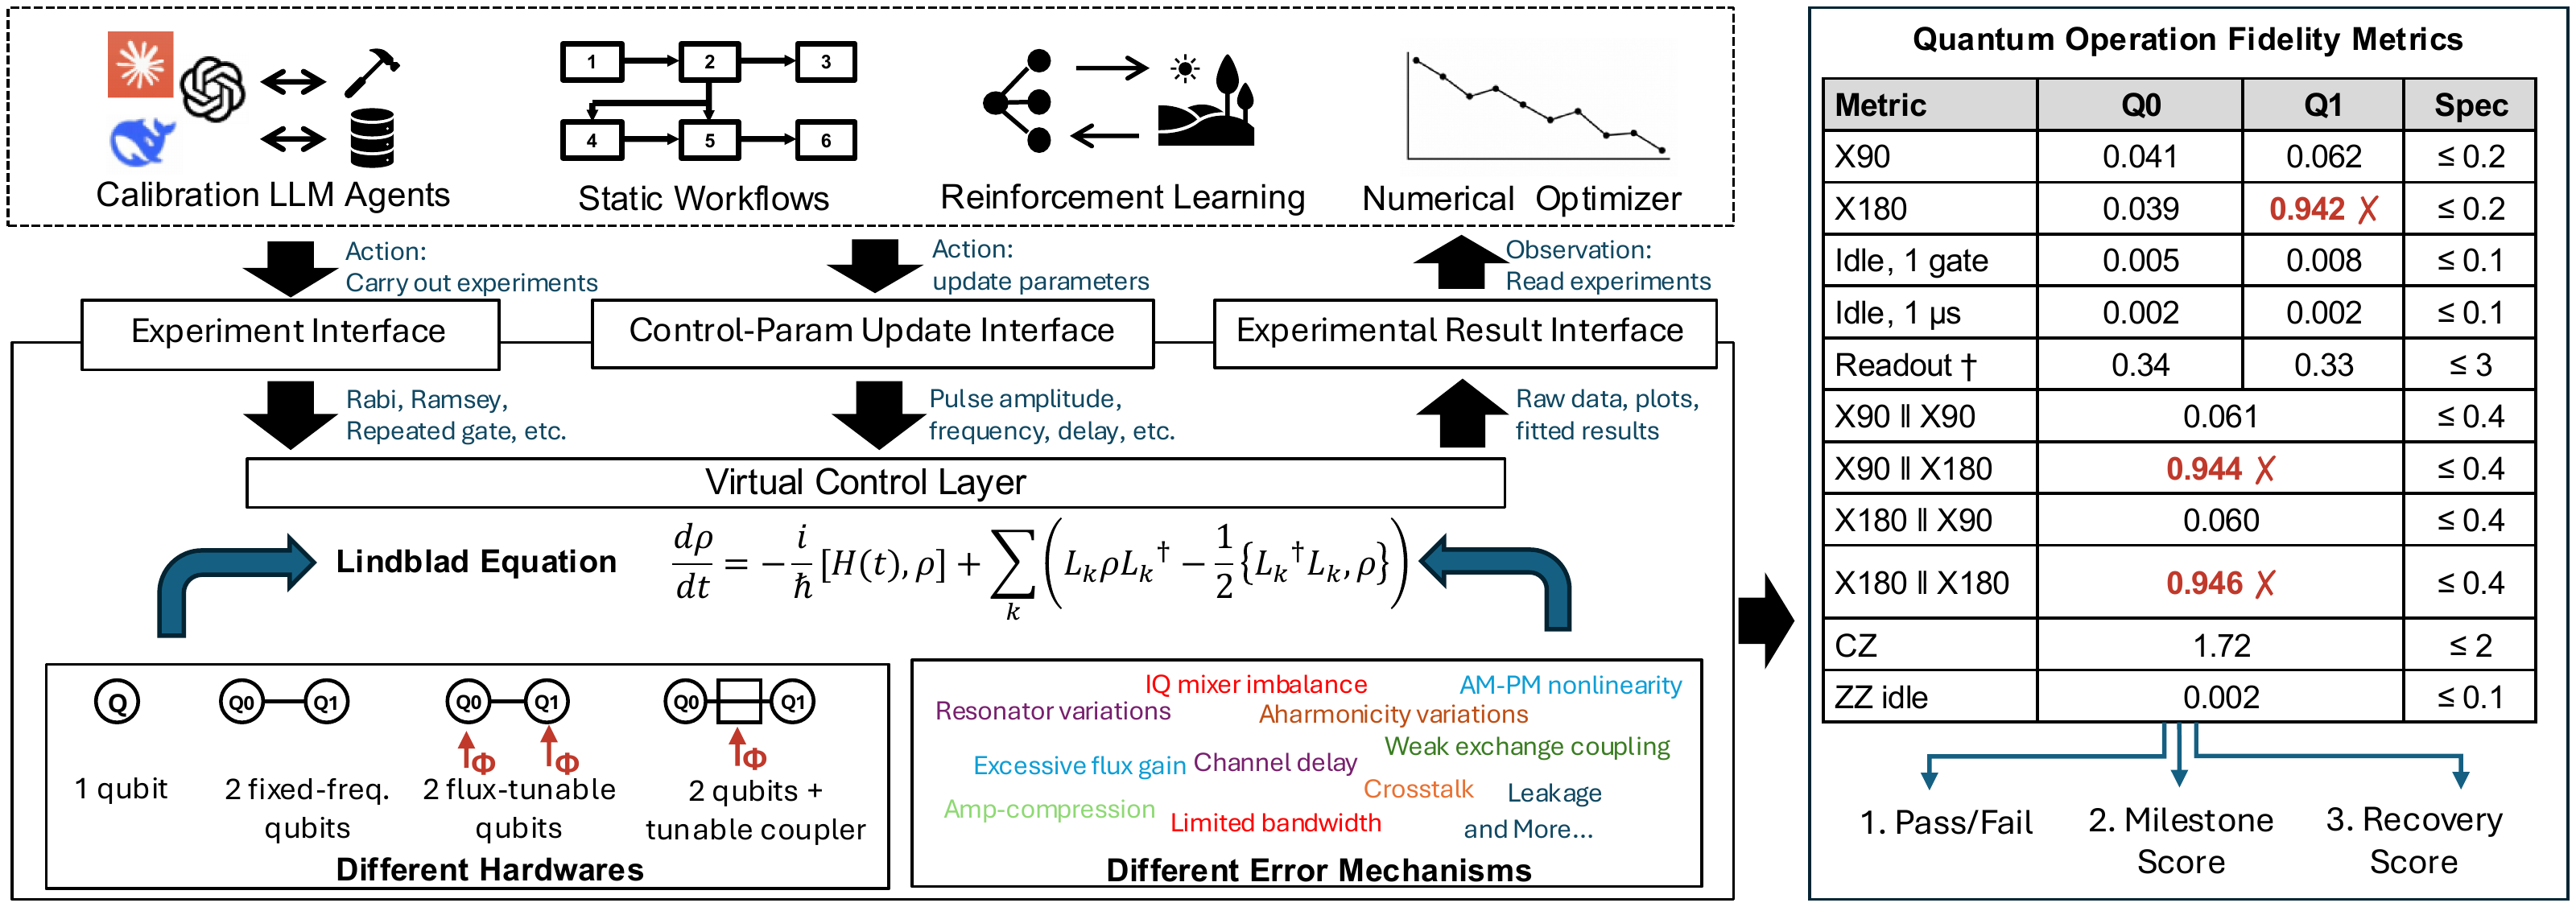 1
2
3
4
5
6
Calibration LLM Agents
Static Workflows
Reinforcement Learning
Numerical Optimizer
Action:
Carry out experiments
Action:
update parameters
Observation:
Read experiments
Experiment Interface
Control-Param Update Interface
Experimental Result Interface
Rabi, Ramsey,
Repeated gate, etc.
Pulse amplitude,
frequency, delay, etc.
Raw data, plots,
fitted results
Virtual Control Layer
Lindblad Equation
dρ/dt = −i/ħ [H(t), ρ] + ∑k (LkρLk† − 1/2 {Lk†Lk, ρ})
Q
Q0 Q1
Q0 Q1
Φ Φ
Q0 Q1
Φ
1 qubit
2 fixed-freq.
qubits
2 flux-tunable
qubits
2 qubits +
tunable coupler
Different Hardwares
IQ mixer imbalance
AM-PM nonlinearity
Resonator variations
Aharmonicity variations
Weak exchange coupling
Excessive flux gain
Channel delay
Crosstalk
Leakage
Amp-compression
Limited bandwidth
and More...
Different Error Mechanisms
Quantum Operation Fidelity Metrics
Metric Q0 Q1 Spec
X90 0.041 0.062 ≤ 0.2
X180 0.039 0.942 ✗ ≤ 0.2
Idle, 1 gate 0.005 0.008 ≤ 0.1
Idle, 1 µs 0.002 0.002 ≤ 0.1
Readout † 0.34 0.33 ≤ 3
X90 ǁ X90 0.061 ≤ 0.4
X90 ǁ X180 0.944 ✗ ≤ 0.4
X180 ǁ X90 0.060 ≤ 0.4
X180 ǁ X180 0.946 ✗ ≤ 0.4
CZ 1.72 ≤ 2
ZZ idle 0.002 ≤ 0.1
1. Pass/Fail
2. Milestone
Score
3. Recovery
Score